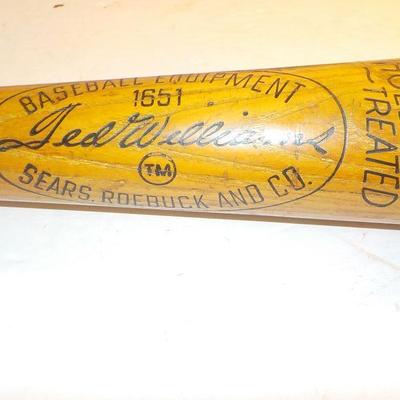 BASEBALL EQUIPMENT
1651
Ted Williams
TM
SEARS, ROEBUCK AND CO.
TREATED